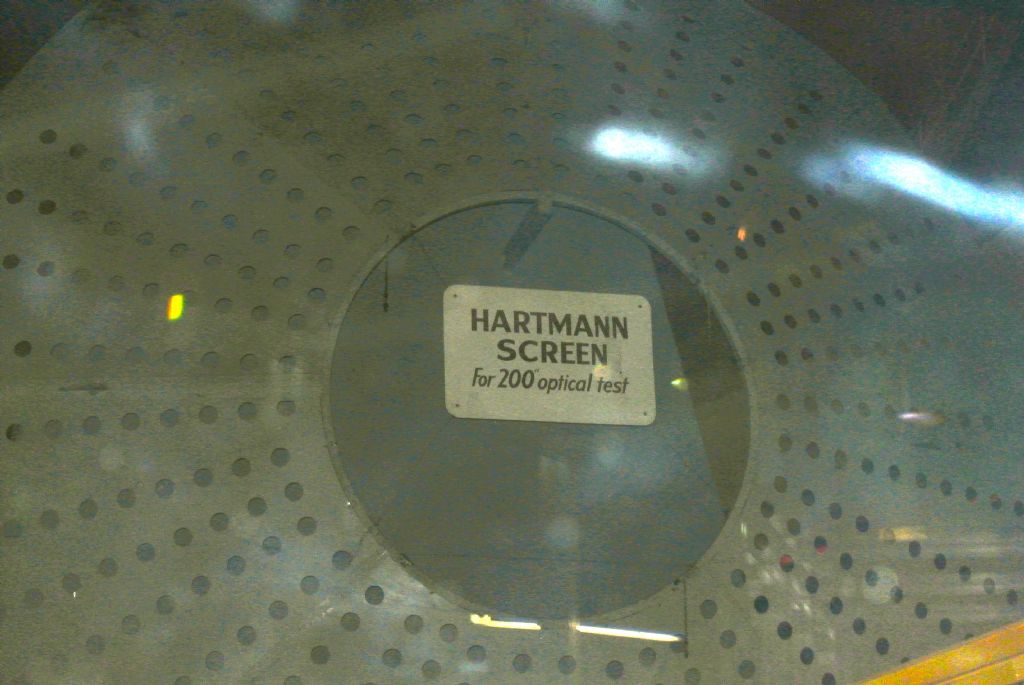 HARTMANN
SCREEN
For 200" optical test